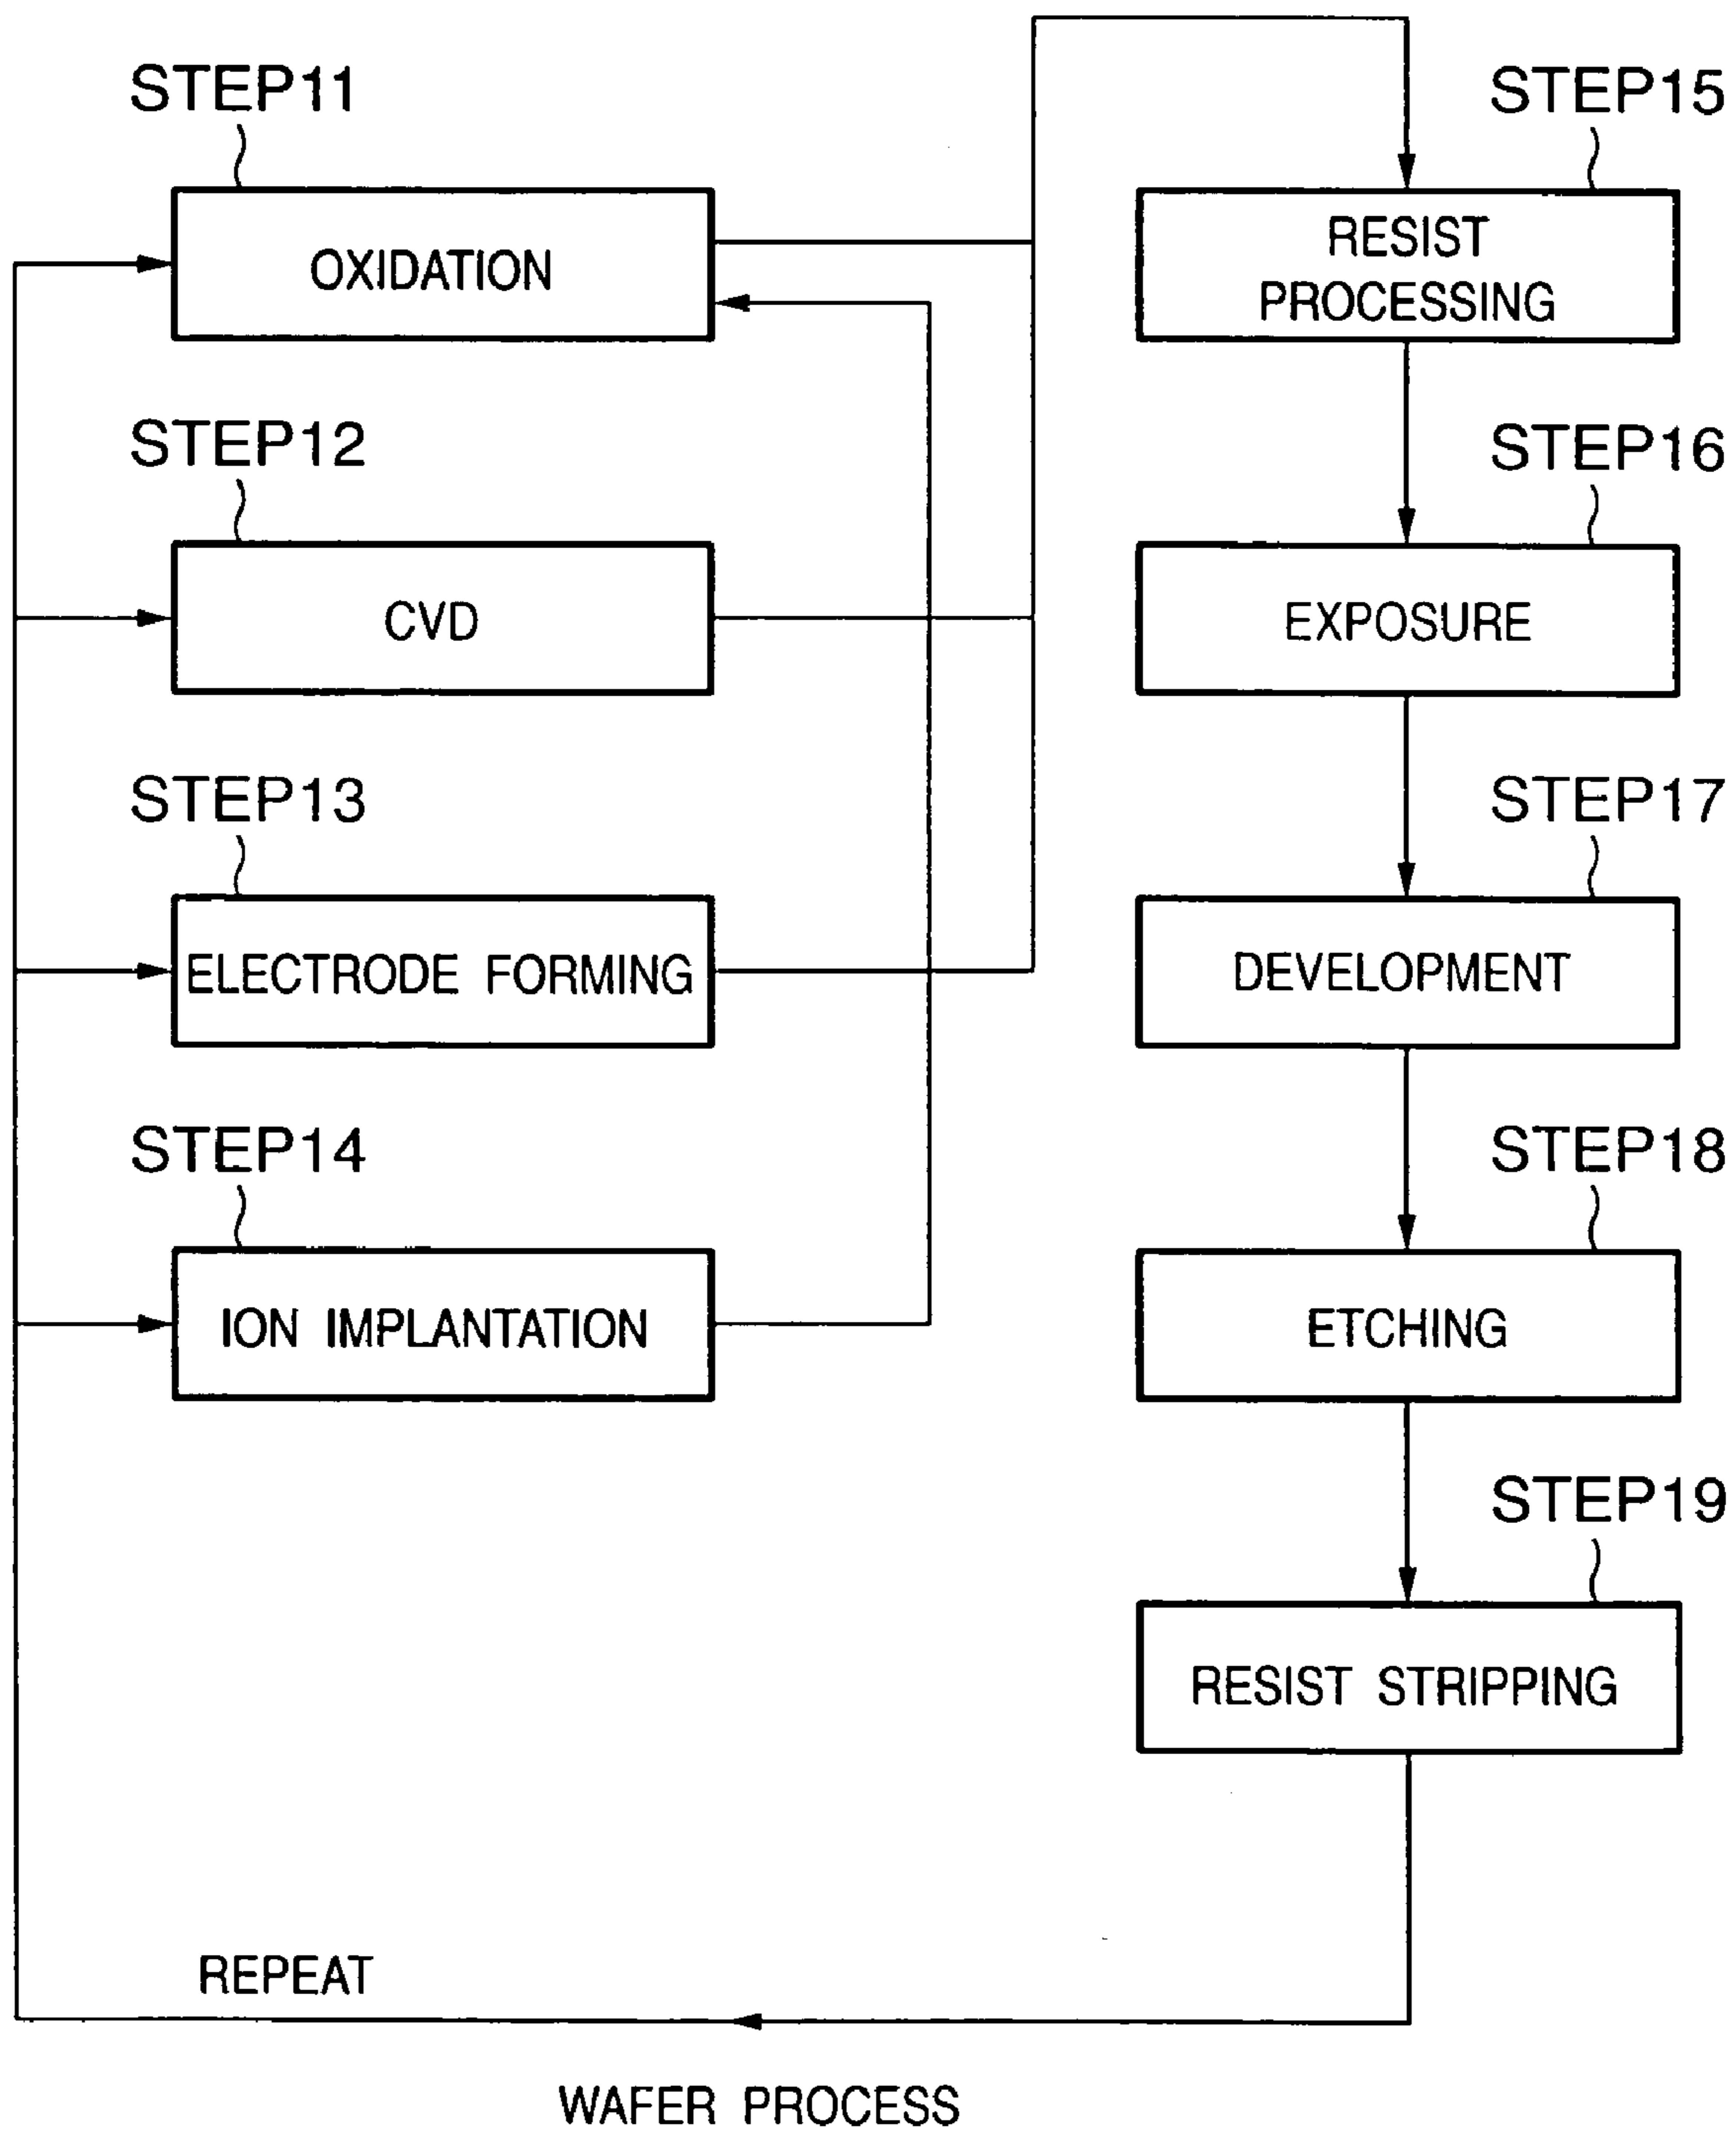 STEP11
OXIDATION
STEP12
CVD
STEP13
ELECTRODE FORMING
STEP14
ION IMPLANTATION
STEP15
RESIST
PROCESSING
STEP16
EXPOSURE
STEP17
DEVELOPMENT
STEP18
ETCHING
STEP19
RESIST STRIPPING
REPEAT
WAFER PROCESS